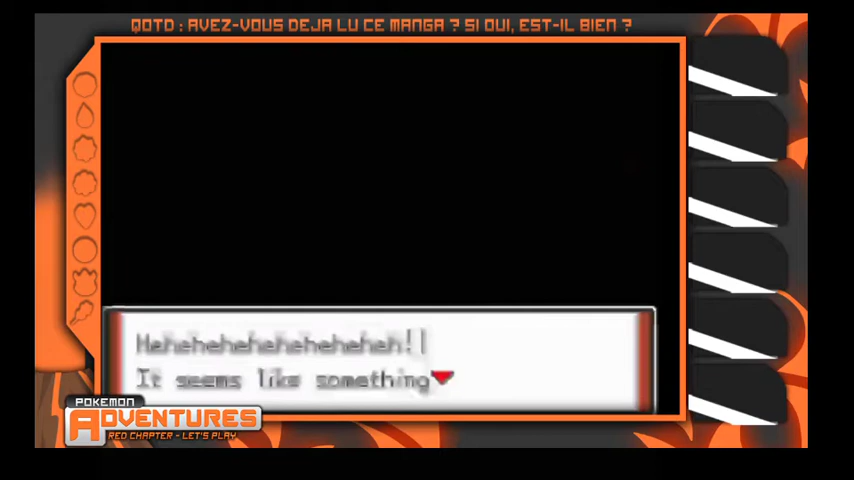 QOTD : AVEZ-VOUS DEJA LU CE MANGA ? SI OUI, EST-IL BIEN ?
Hehehehehehehehehah!
It seems like something
POKEMON
ADVENTURES
RED CHAPTER - LET'S PLAY